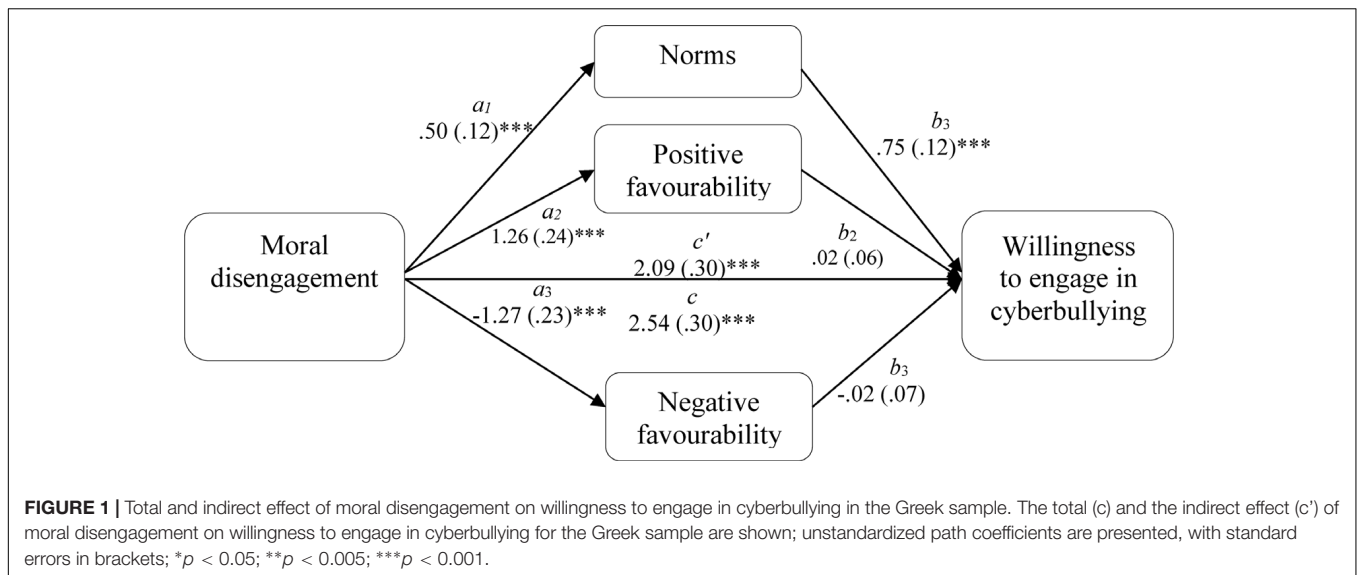 Norms
a1
.50 (.12)***
b3
.75 (.12)***
Positive
favourability
a2
1.26 (.24)***
c'
2.09 (.30)***
b2
.02 (.06)
Moral
disengagement
Willingness
to engage in
cyberbullying
a3
-1.27 (.23)***
c
2.54 (.30)***
b3
-.02 (.07)
Negative
favourability
FIGURE 1 | Total and indirect effect of moral disengagement on willingness to engage in cyberbullying in the Greek sample. The total (c) and the indirect effect (c’) of
moral disengagement on willingness to engage in cyberbullying for the Greek sample are shown; unstandardized path coefficients are presented, with standard
errors in brackets; *p < 0.05; **p < 0.005; ***p < 0.001.